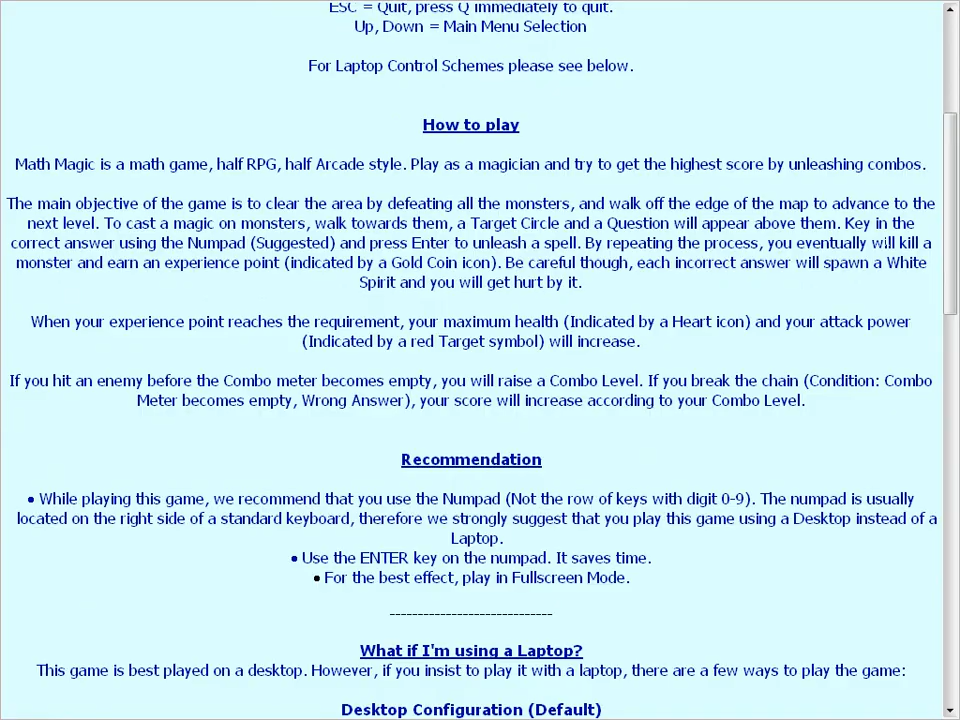 ESC = Quit, press Q immediately to quit.
Up, Down = Main Menu Selection
For Laptop Control Schemes please see below.
How to play
Math Magic is a math game, half RPG, half Arcade style. Play as a magician and try to get the highest score by unleashing combos.
The main objective of the game is to clear the area by defeating all the monsters, and walk off the edge of the map to advance to the
next level. To cast a magic on monsters, walk towards them, a Target Circle and a Question will appear above them. Key in the
correct answer using the Numpad (Suggested) and press Enter to unleash a spell. By repeating the process, you eventually will kill a
monster and earn an experience point (indicated by a Gold Coin icon). Be careful though, each incorrect answer will spawn a White
Spirit and you will get hurt by it.
When your experience point reaches the requirement, your maximum health (Indicated by a Heart icon) and your attack power
(Indicated by a red Target symbol) will increase.
If you hit an enemy before the Combo meter becomes empty, you will raise a Combo Level. If you break the chain (Condition: Combo
Meter becomes empty, Wrong Answer), your score will increase according to your Combo Level.
Recommendation
• While playing this game, we recommend that you use the Numpad (Not the row of keys with digit 0-9). The numpad is usually
located on the right side of a standard keyboard, therefore we strongly suggest that you play this game using a Desktop instead of a
Laptop.
• Use the ENTER key on the numpad. It saves time.
• For the best effect, play in Fullscreen Mode.
-----------------------------
What if I'm using a Laptop?
This game is best played on a desktop. However, if you insist to play it with a laptop, there are a few ways to play the game:
Desktop Configuration (Default)